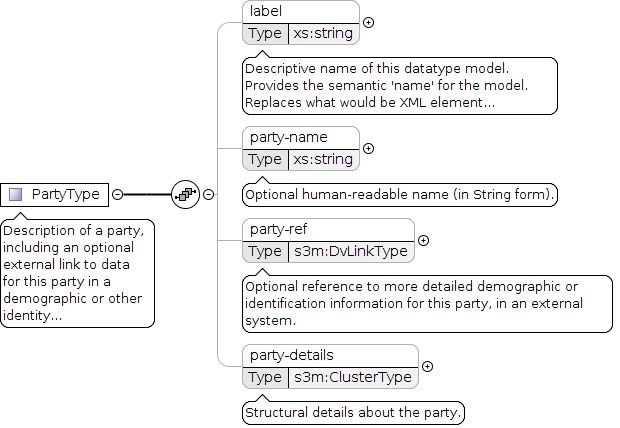 label
Type xs:string
Descriptive name of this datatype model.
Provides the semantic 'name' for the model.
Replaces what would be XML element...
party-name
Type xs:string
Optional human-readable name (in String form).
PartyType
Description of a party,
including an optional
external link to data
for this party in a
demographic or other
identity...
party-ref
Type s3m:DvLinkType
Optional reference to more detailed demographic or
identification information for this party, in an external
system.
party-details
Type s3m:ClusterType
Structural details about the party.